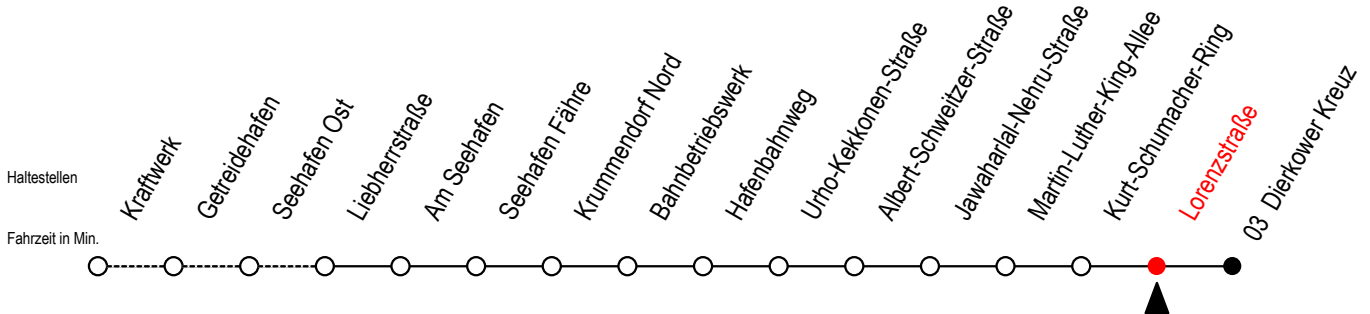 Haltestellen
Kraftwerk
Getreidehafen
Seehafen Ost
Liebherrstraße
Am Seehafen
Seehafen Fähre
Krummendorf Nord
Bahnbetriebswerk
Hafenbahnweg
Urho-Kekkonen-Straße
Albert-Schweitzer-Straße
Jawaharlal-Nehru-Straße
Martin-Luther-King-Allee
Kurt-Schumacher-Ring
Lorenzstraße
03 Dierkower Kreuz
Fahrzeit in Min.